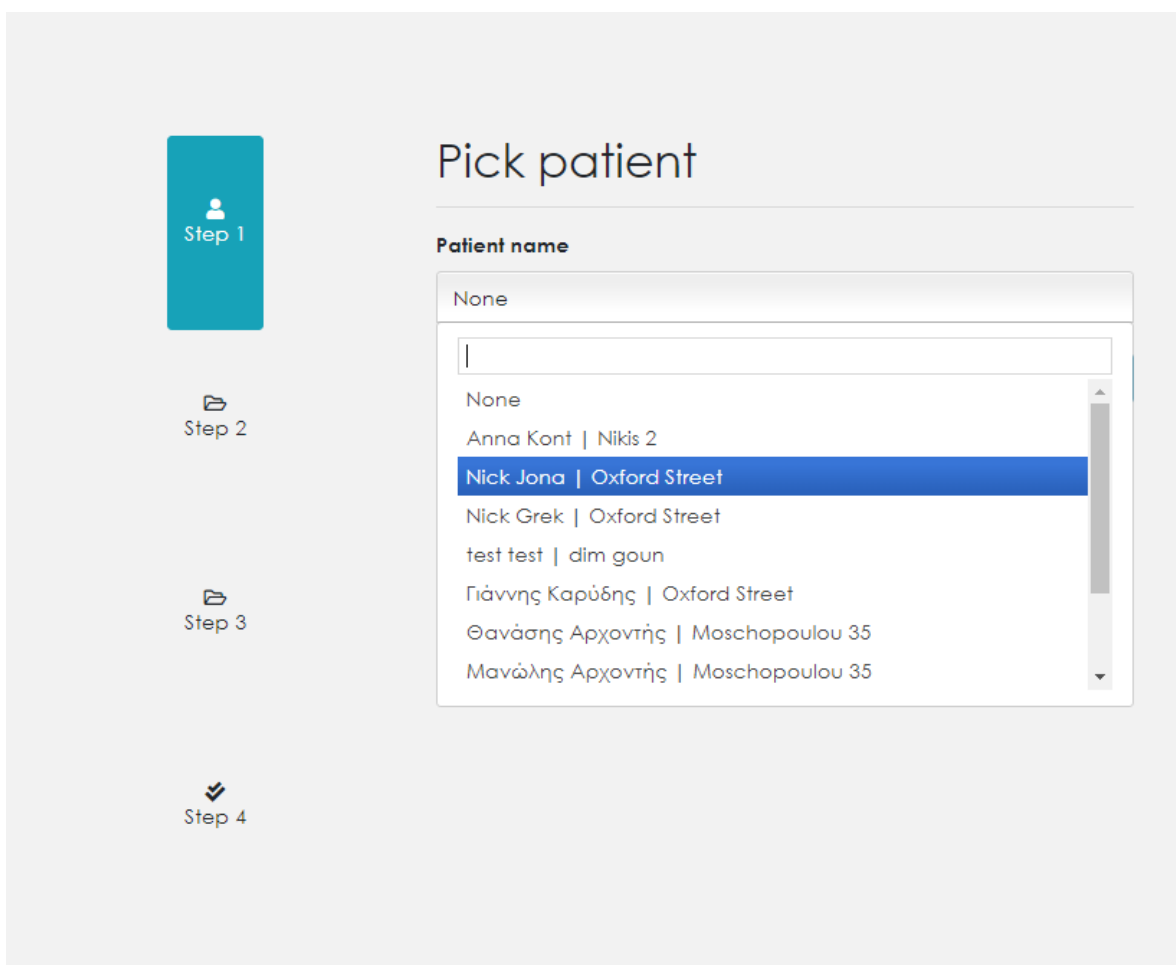 Pick patient
Step 1
Patient name
None
None
Step 2
Anna Kont | Nikis 2
Nick Jona | Oxford Street
Nick Grek | Oxford Street
test test | dim goun
Γιάννης Καρύδης | Oxford Street
Step 3
Θανάσης Αρχοντής | Moschopoulou 35
Μανώλης Αρχοντής | Moschopoulou 35
Step 4